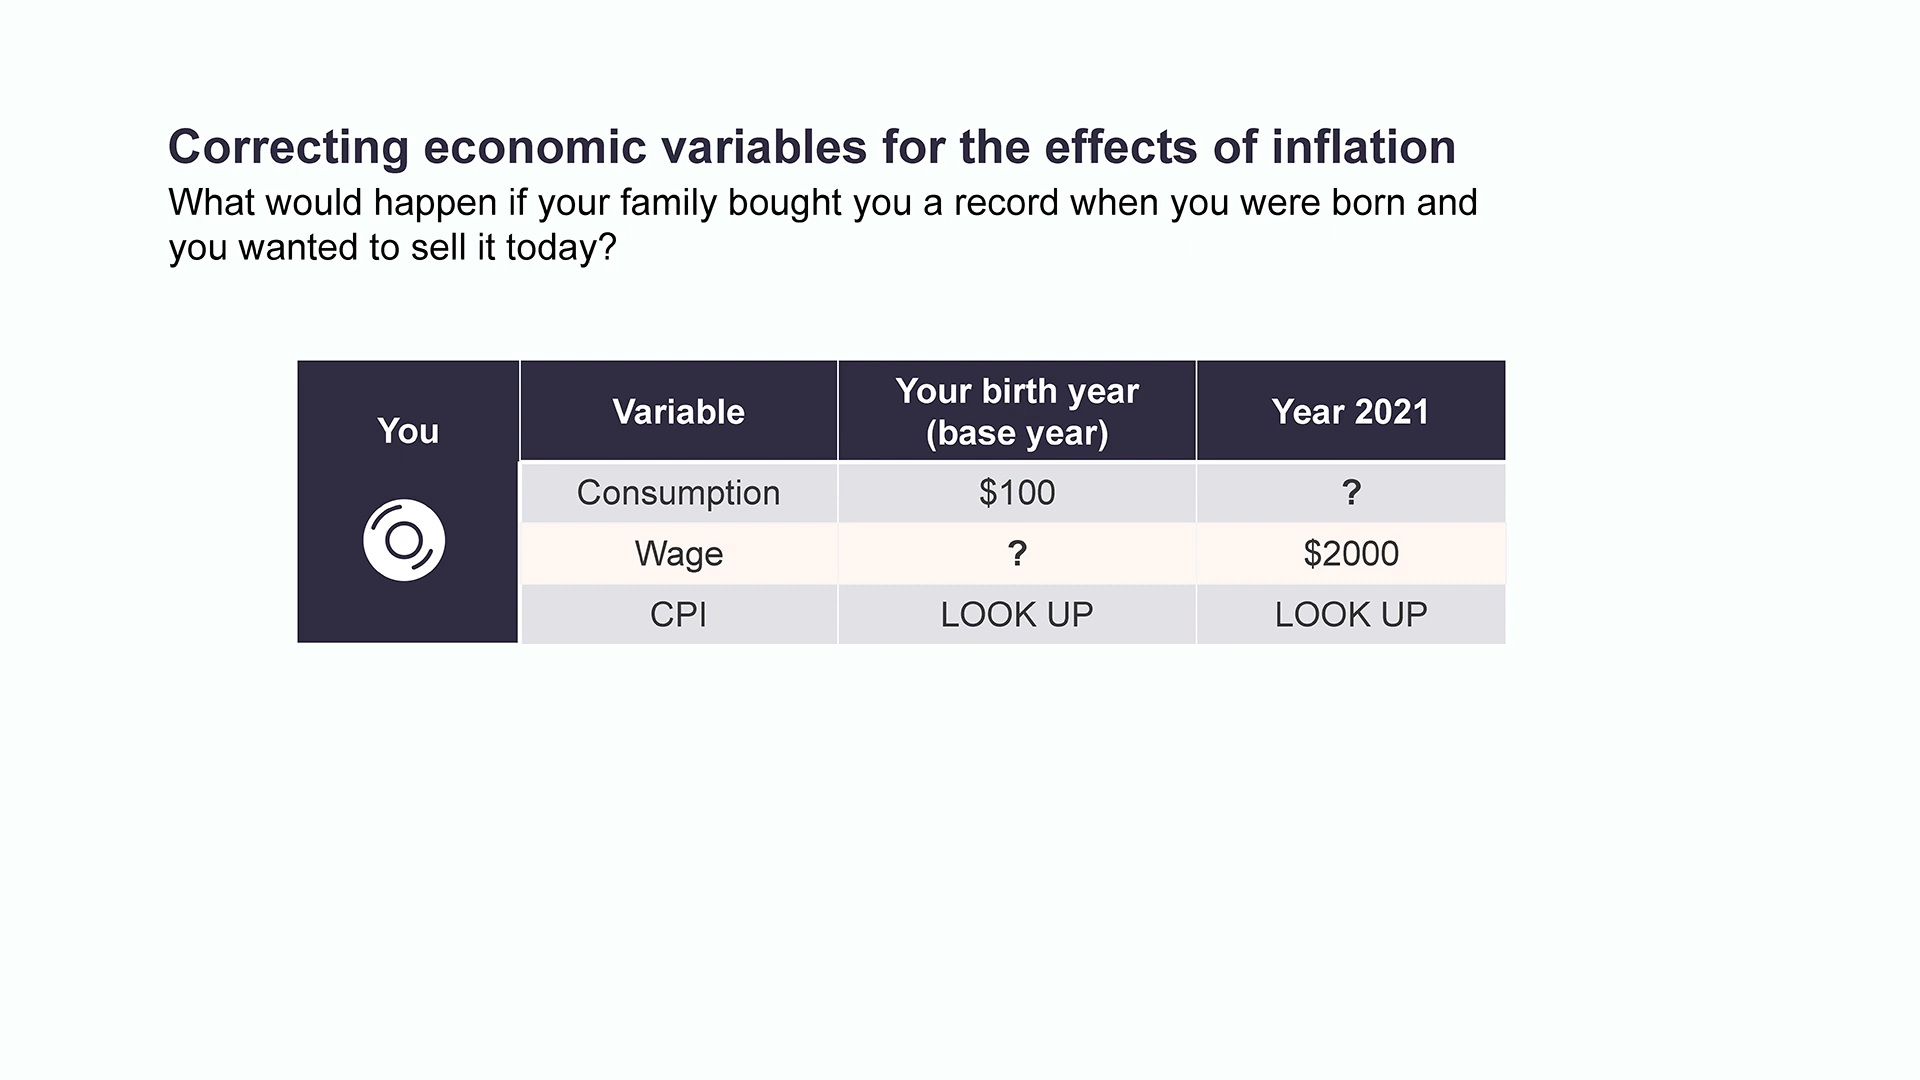 Correcting economic variables for the effects of inflation
What would happen if your family bought you a record when you were born and
you wanted to sell it today?
You
Variable
Your birth year
(base year)
Year 2021
Consumption
$100
?
Wage
?
$2000
CPI
LOOK UP
LOOK UP